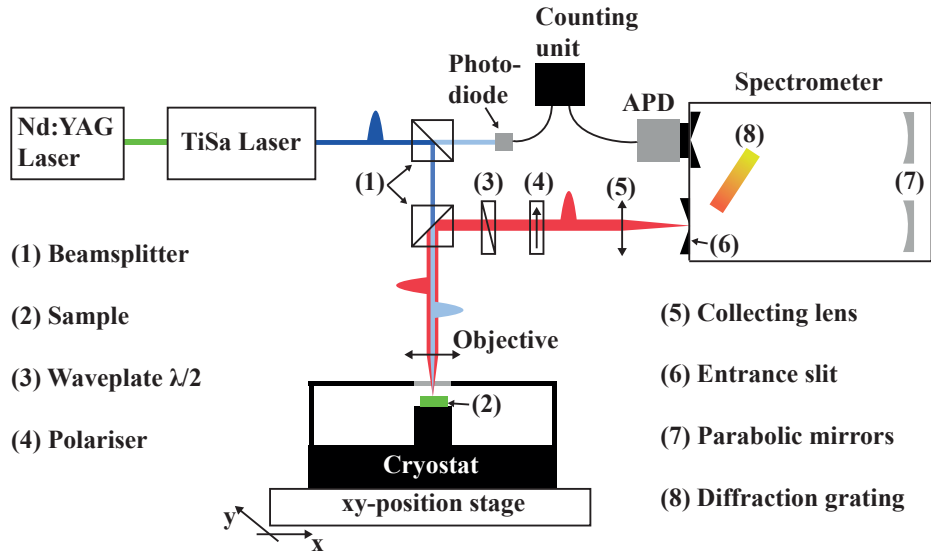 Counting
unit
Photo-
diode
APD
Spectrometer
Nd:YAG
Laser
TiSa Laser
(1)
(3)
(4)
(5)
(6)
(7)
(8)
(1) Beamsplitter
(2) Sample
(3) Waveplate λ/2
(4) Polariser
Objective
(2)
Cryostat
xy-position stage
y
x
(5) Collecting lens
(6) Entrance slit
(7) Parabolic mirrors
(8) Diffraction grating